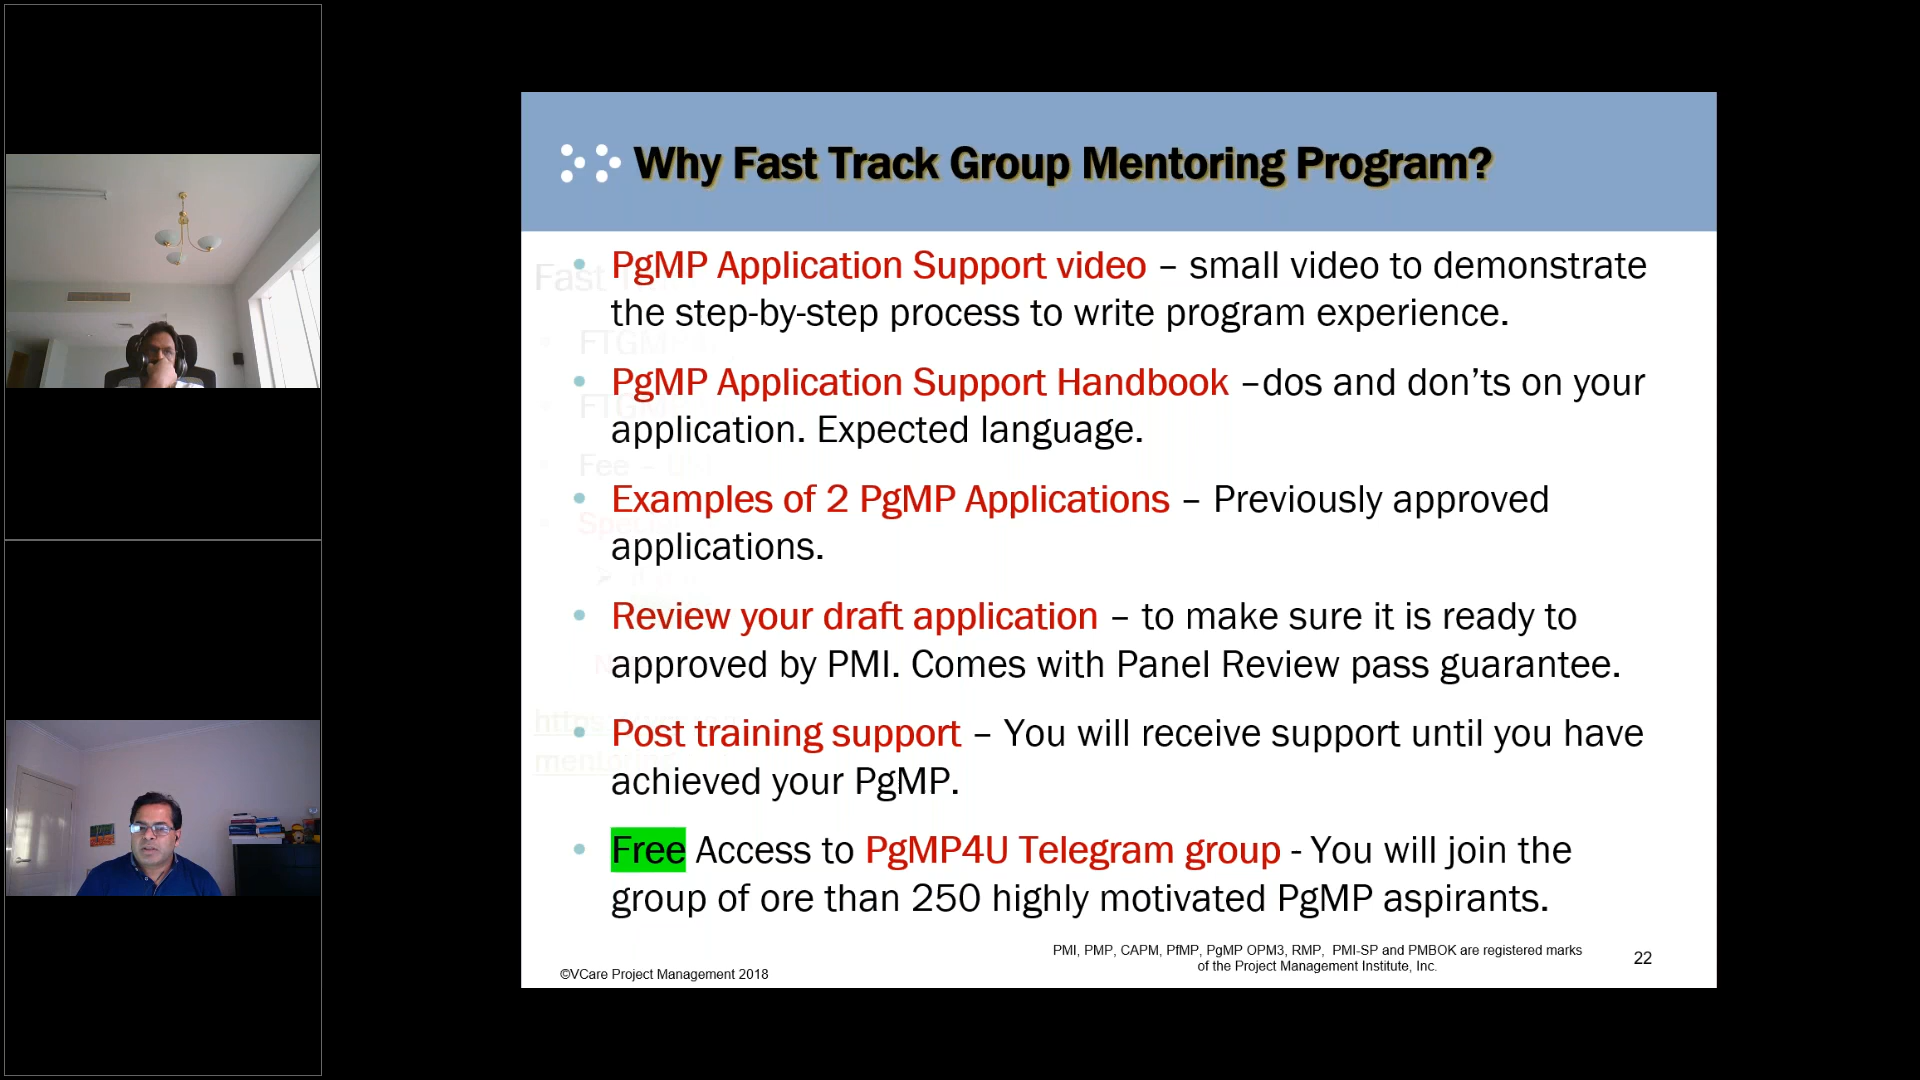 Why Fast Track Group Mentoring Program?
• PgMP Application Support video – small video to demonstrate
the step-by-step process to write program experience.
• PgMP Application Support Handbook –dos and don’ts on your
application. Expected language.
• Examples of 2 PgMP Applications – Previously approved
applications.
• Review your draft application – to make sure it is ready to
approved by PMI. Comes with Panel Review pass guarantee.
• Post training support – You will receive support until you have
achieved your PgMP.
• Free Access to PgMP4U Telegram group - You will join the
group of ore than 250 highly motivated PgMP aspirants.
PMI, PMP, CAPM, PfMP, PgMP OPM3, RMP, PMI-SP and PMBOK are registered marks
of the Project Management Institute, Inc.
22
©VCare Project Management 2018